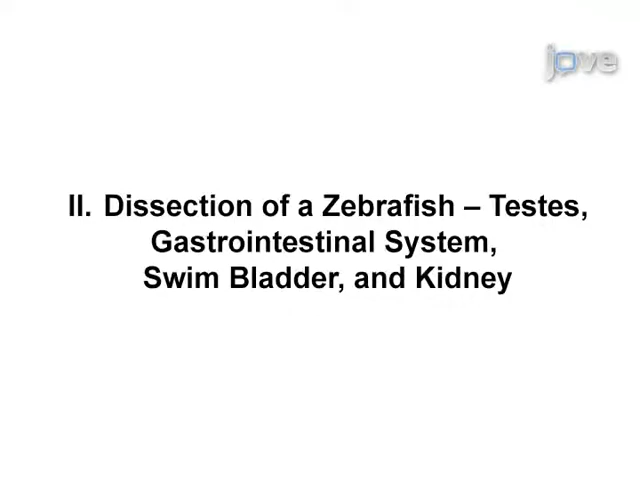 jove
II. Dissection of a Zebrafish – Testes,
Gastrointestinal System,
Swim Bladder, and Kidney